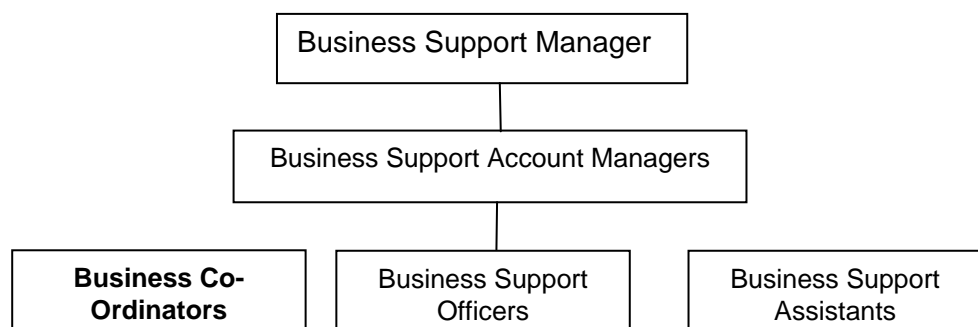 Business Support Manager
Business Support Account Managers
Business Co-
Ordinators
Business Support
Officers
Business Support
Assistants